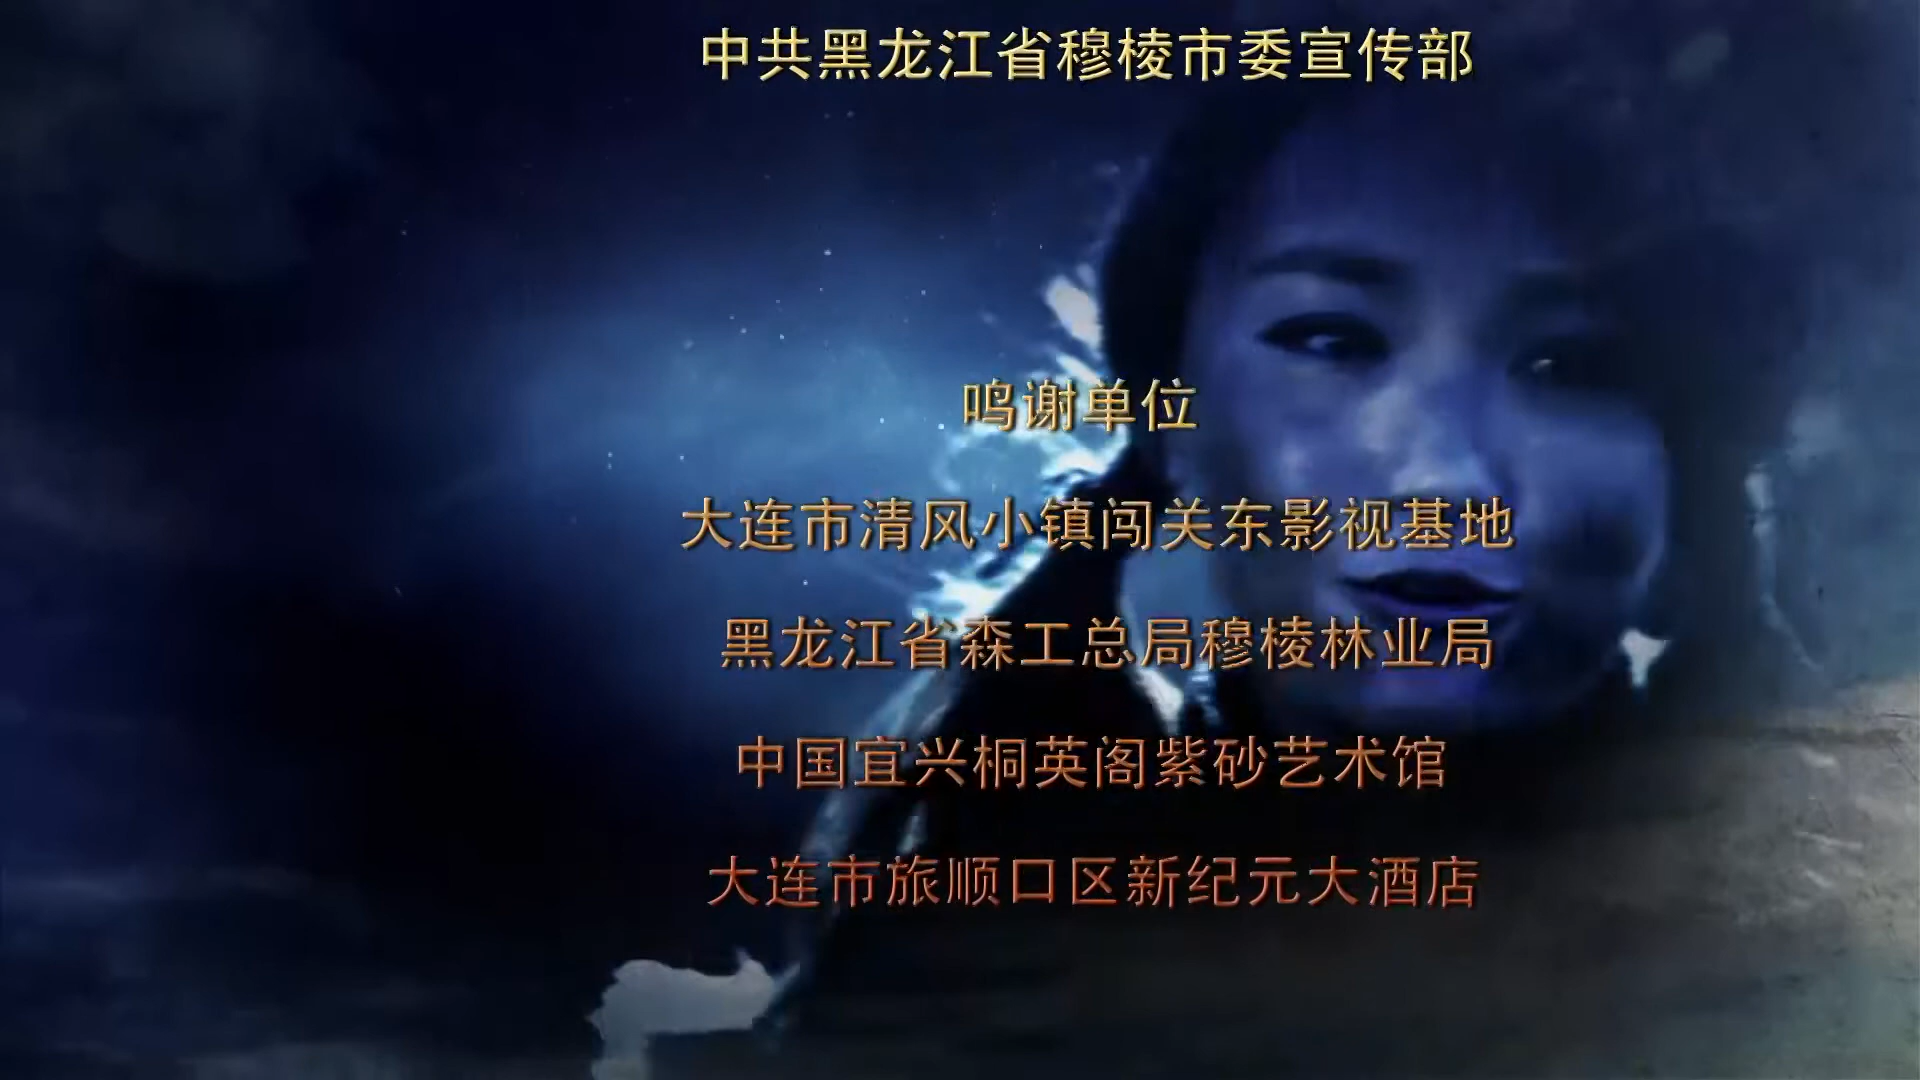 中共黑龙江省穆棱市委宣传部
鸣谢单位
大连市清风小镇闯关东影视基地
黑龙江省森工总局穆棱林业局
中国宜兴桐英阁紫砂艺术馆
大连市旅顺口区新纪元大酒店